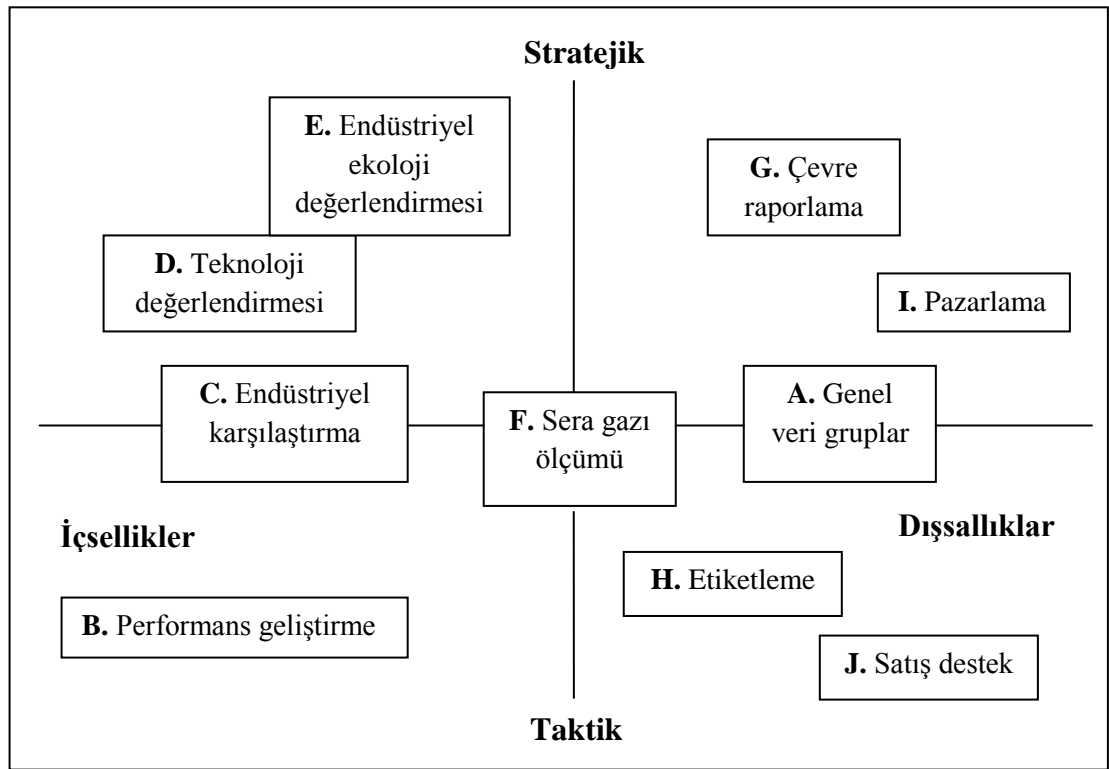 Stratejik
E. Endüstriyel
ekoloji
değerlendirmesi
G. Çevre
raporlama
D. Teknoloji
değerlendirmesi
I. Pazarlama
C. Endüstriyel
karşılaştırma
F. Sera gazı
ölçümü
A. Genel
veri gruplar
İçsellikler
Dışsallıklar
H. Etiketleme
B. Performans geliştirme
J. Satış destek
Taktik